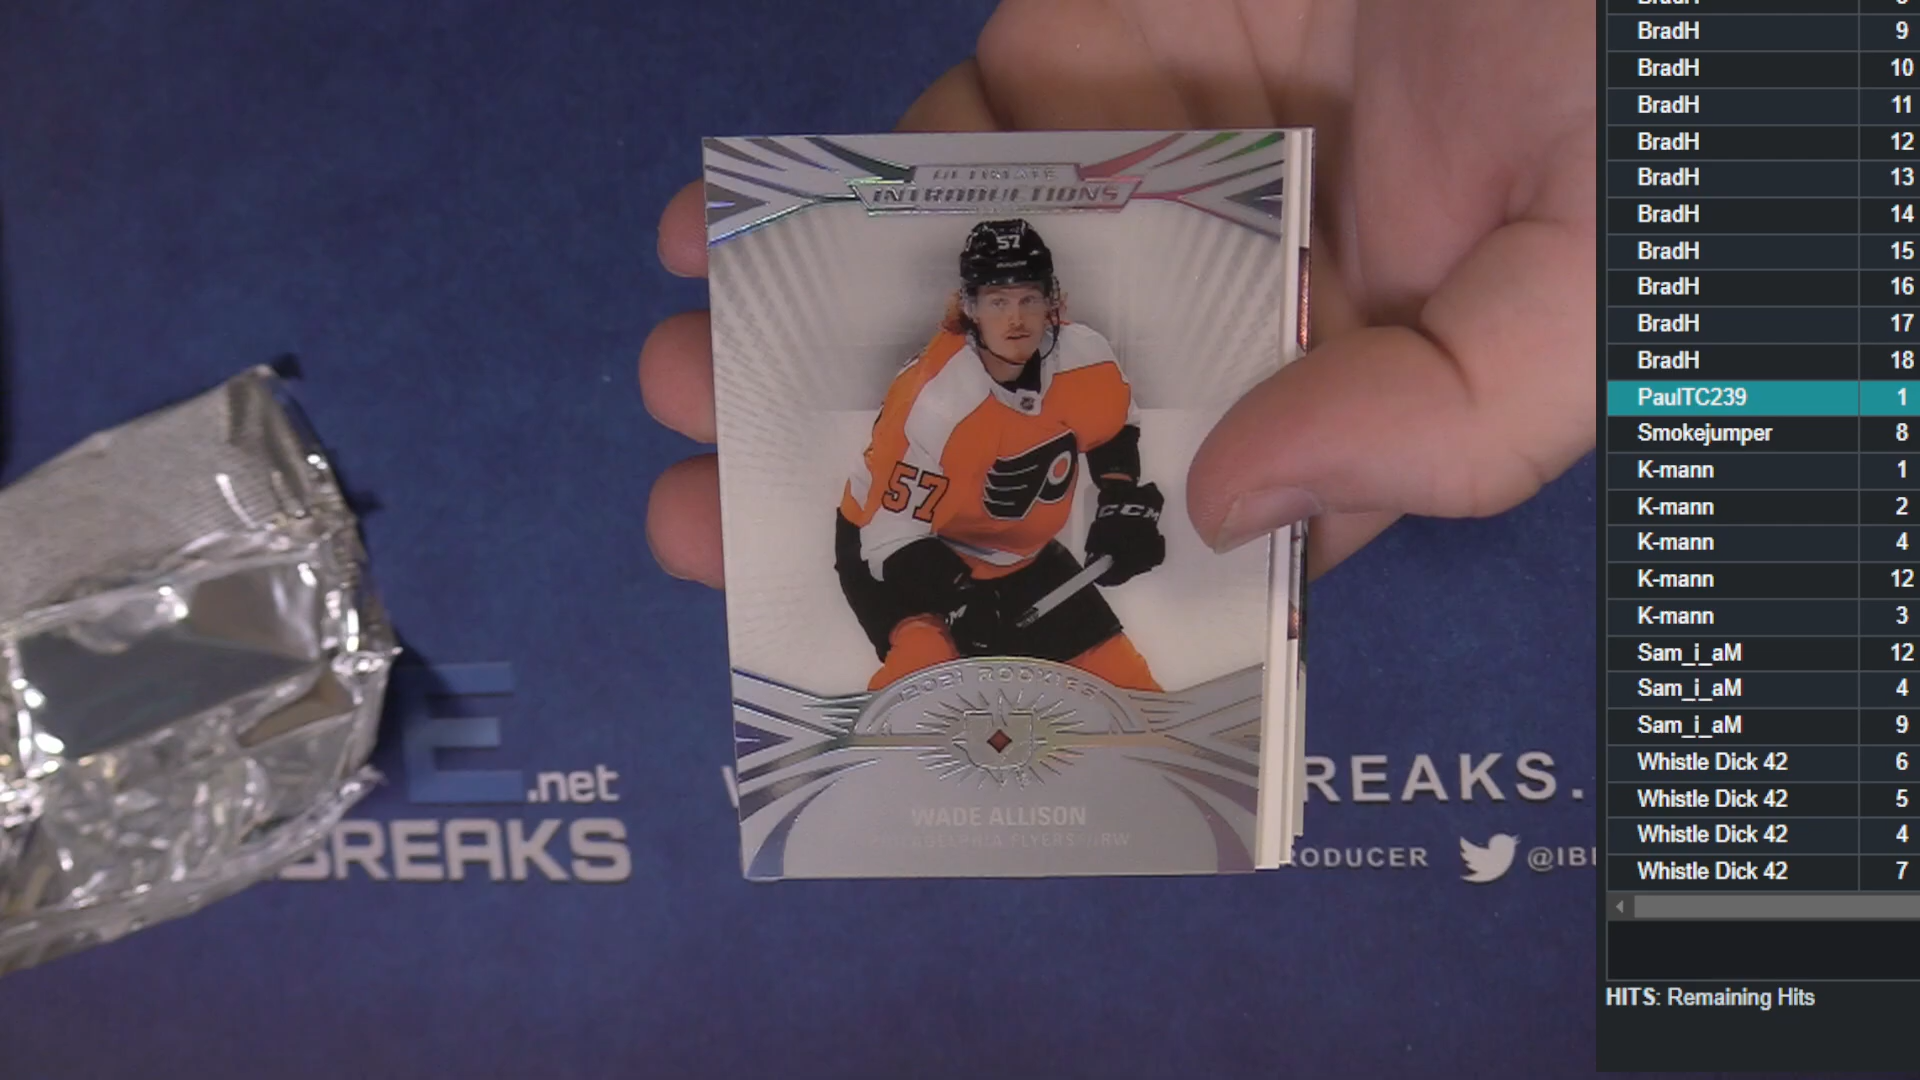 ULTIMATE
INTRODUCTIONS
57
57
CCM
2021 ROOKIES
WADE ALLISON
PHILADELPHIA FLYERS · RW
E.net
BREAKS
REAKS.
RODUCER
@IB
BradH
BradH 9
BradH 10
BradH 11
BradH 12
BradH 13
BradH 14
BradH 15
BradH 16
BradH 17
BradH 18
PaulTC239 1
Smokejumper 8
K-mann 1
K-mann 2
K-mann 4
K-mann 12
K-mann 3
Sam_i_aM 12
Sam_i_aM 4
Sam_i_aM 9
Whistle Dick 42 6
Whistle Dick 42 5
Whistle Dick 42 4
Whistle Dick 42 7
HITS: Remaining Hits